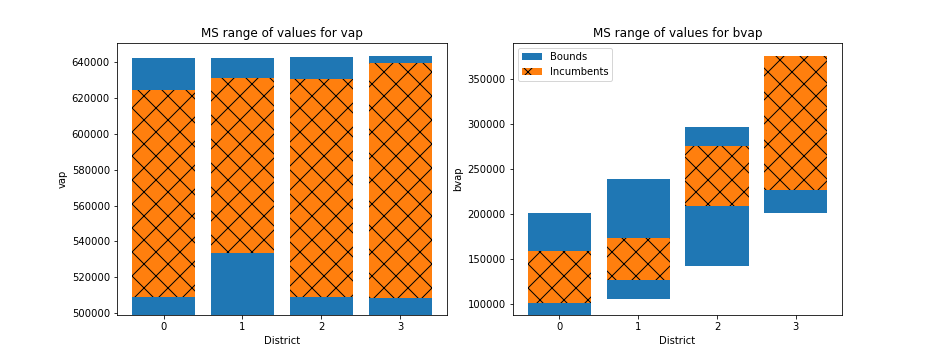 MS range of values for vap
640000
620000
600000
580000
560000
540000
520000
500000
vap
0 1 2 3
District
MS range of values for bvap
Bounds
Incumbents
350000
300000
250000
200000
150000
100000
bvap
0 1 2 3
District